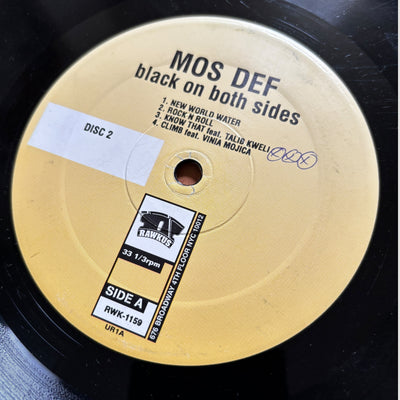 MOS DEF
black on both sides
1. NEW WORLD WATER
2. ROCK N ROLL
3. KNOW THAT feat. TALIB KWELI
4. CLIMB feat. VINIA MOJICA
DISC 2
RAWKUS
33 1/3rpm
SIDE A
RWK-1159
676 BROADWAY 4TH FLOOR NYC 10012
UR1A